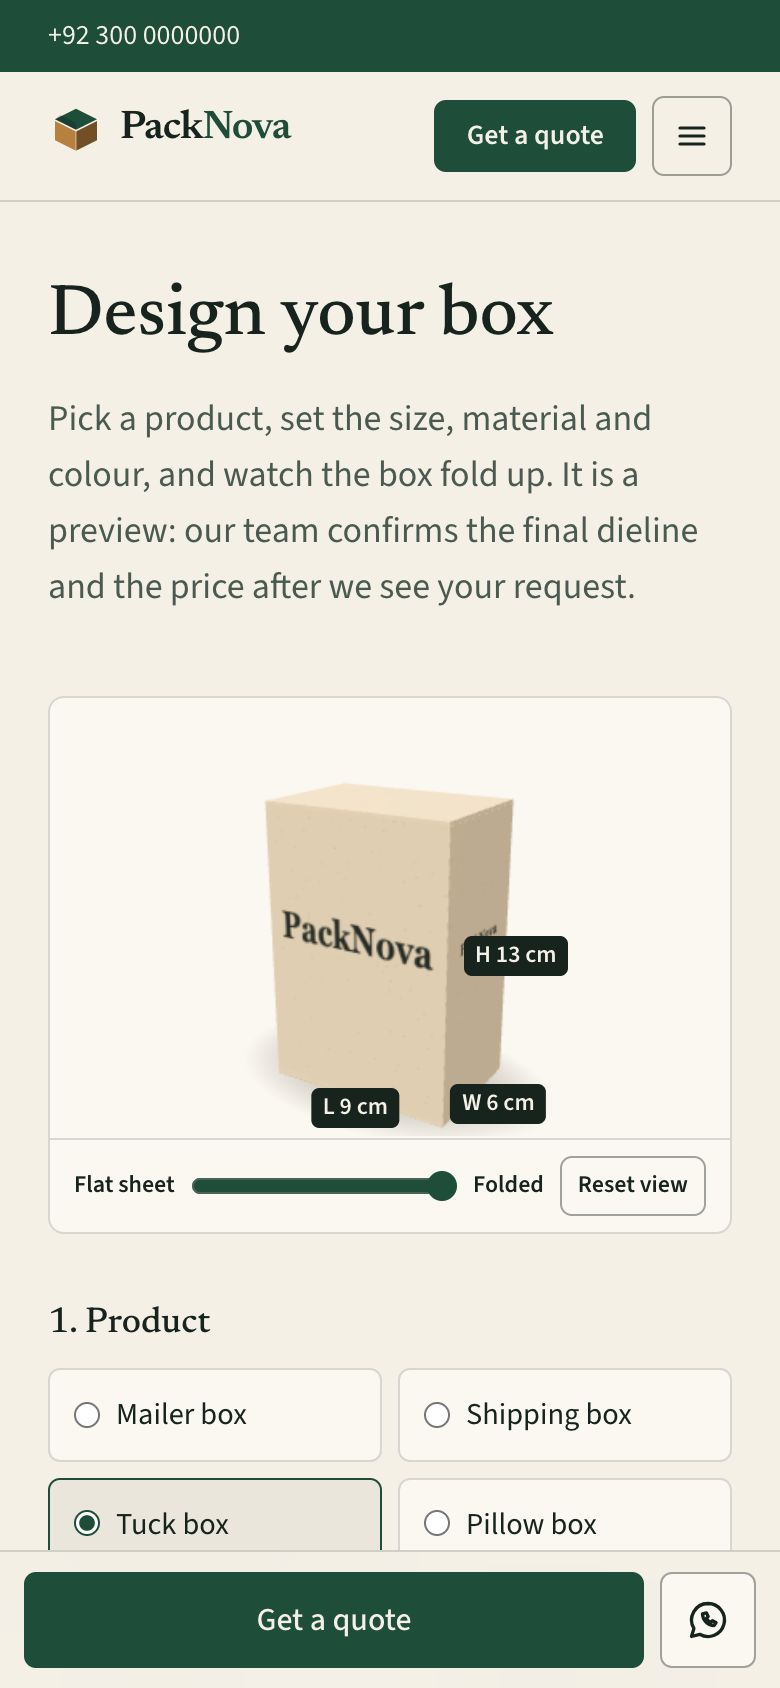 +92 300 0000000
PackNova
Get a quote
Design your box
Pick a product, set the size, material and
colour, and watch the box fold up. It is a
preview: our team confirms the final dieline
and the price after we see your request.
PackNova
H 13 cm
L 9 cm
W 6 cm
Flat sheet
Folded
Reset view
1. Product
Mailer box
Shipping box
Tuck box
Pillow box
Get a quote